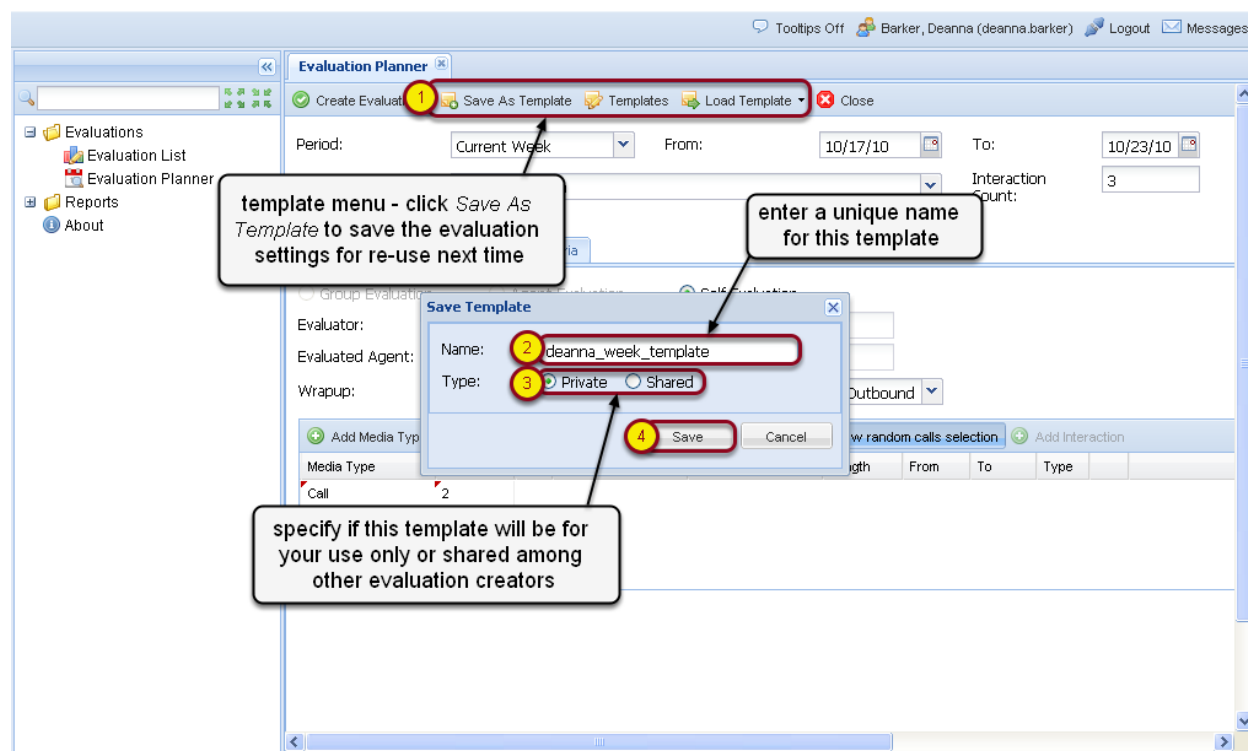 Tooltips Off Barker, Deanna (deanna.barker) Logout Messages
Evaluation Planner
1 Save As Template Templates Load Template Close
Create
Evaluations
Evaluation List
Evaluation Planner
Reports
About
Period: Current Week From: 10/17/10 To: 10/23/10
Interaction Count: 3
template menu - click Save As
Template to save the evaluation
settings for re-use next time
enter a unique name
for this template
Group Self Evaluation
Evaluator:
Evaluated Agent:
Wrapup:
Outbound
Save Template
Name: 2 deanna_week_template
Type: 3 Private Shared
4 Save Cancel
Add Media random calls selection Add Interaction
Media Type From To Type
Call 2
specify if this template will be for
your use only or shared among
other evaluation creators